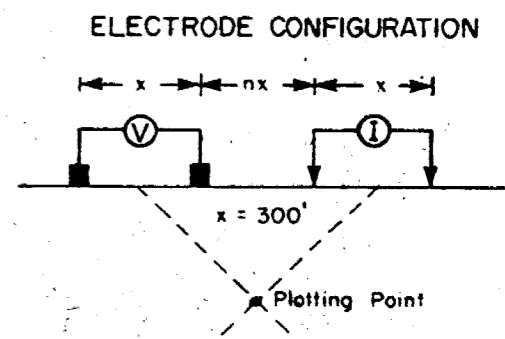 ELECTRODE CONFIGURATION
x nx x
V I
x = 300'
Plotting Point